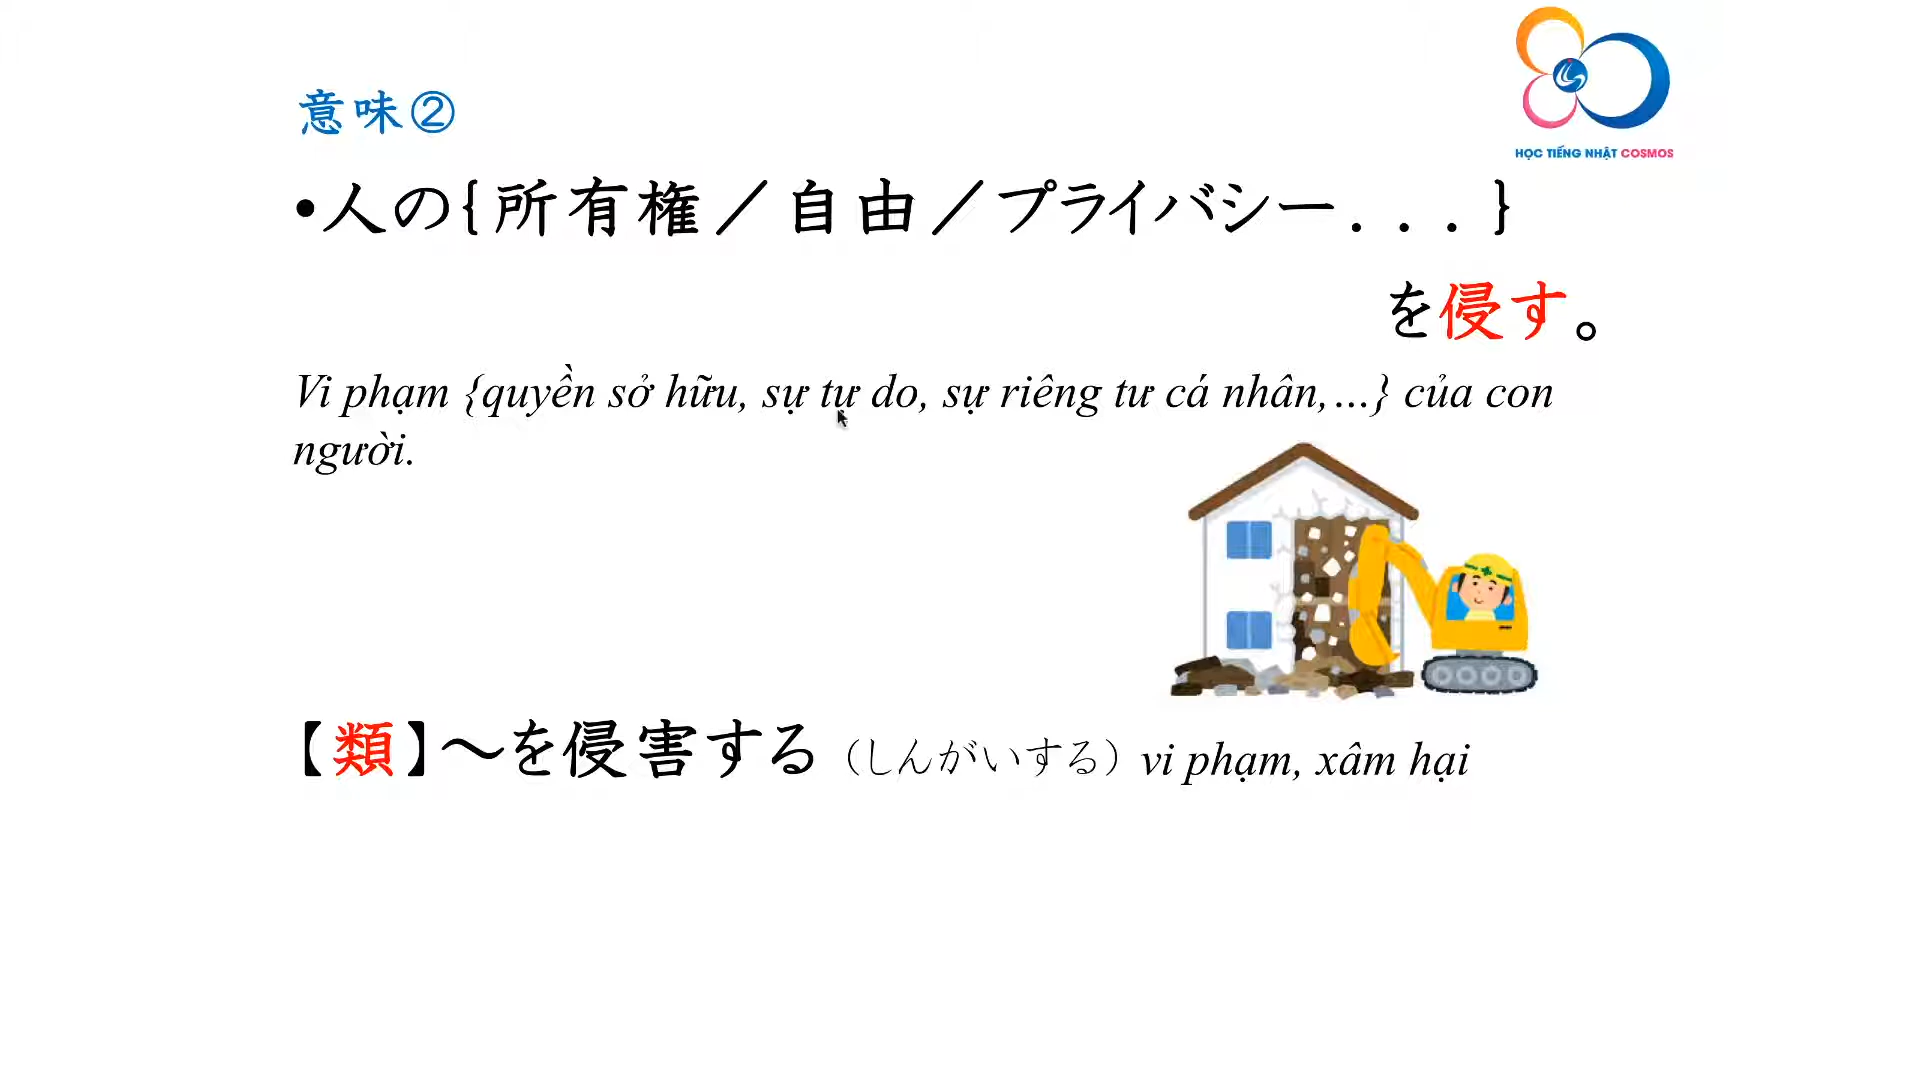 HỌC TIẾNG NHẬT COSMOS
意味②
•人の{所有権／自由／プライバシー...}
を侵す。
Vi phạm {quyền sở hữu, sự tự do, sự riêng tư cá nhân,...} của con
người.
【類】～を侵害する（しんがいする）vi phạm, xâm hại